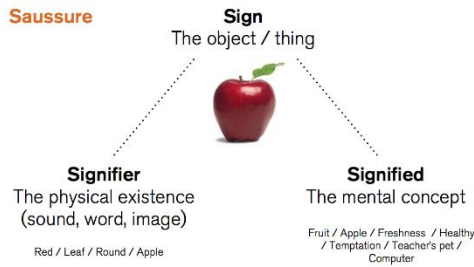 Saussure
Sign
The object / thing
Signifier
The physical existence
(sound, word, image)
Red / Leaf / Round / Apple
Signified
The mental concept
Fruit / Apple / Freshness / Healthy
/ Temptation / Teacher's pet /
Computer